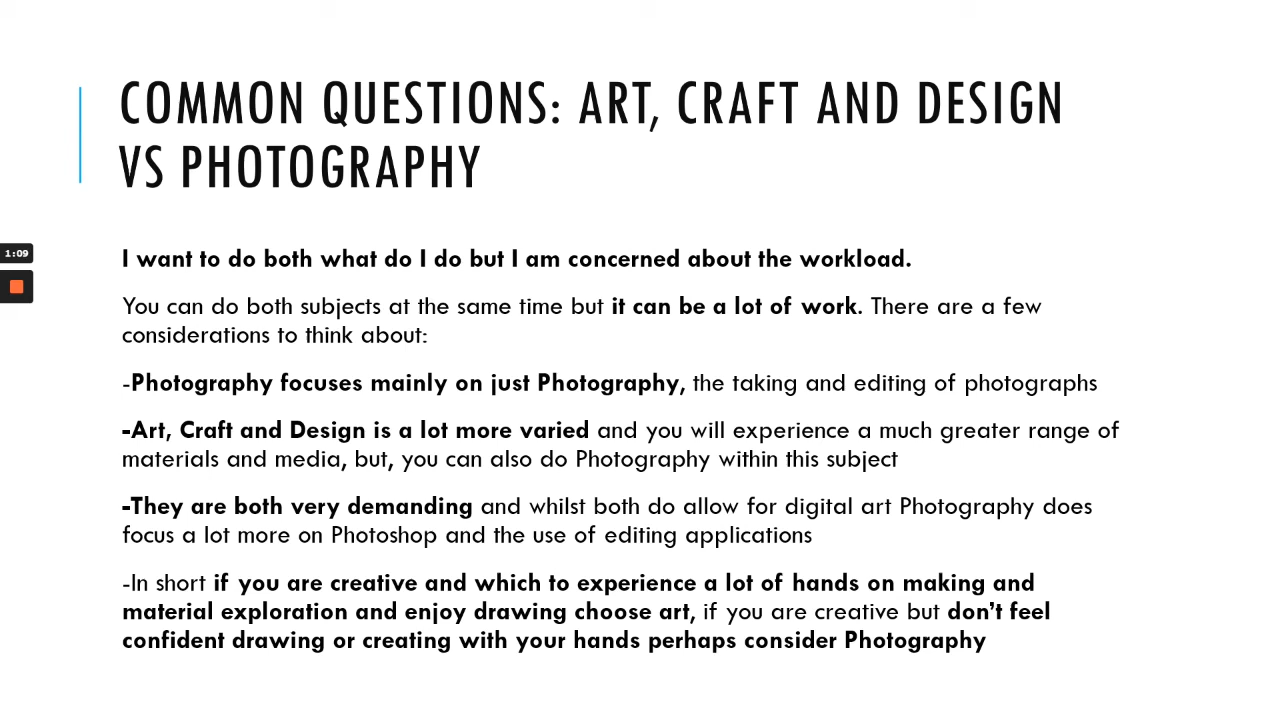 COMMON QUESTIONS: ART, CRAFT AND DESIGN
VS PHOTOGRAPHY
1:09
I want to do both what do I do but I am concerned about the workload.
You can do both subjects at the same time but it can be a lot of work. There are a few
considerations to think about:
-Photography focuses mainly on just Photography, the taking and editing of photographs
-Art, Craft and Design is a lot more varied and you will experience a much greater range of
materials and media, but, you can also do Photography within this subject
-They are both very demanding and whilst both do allow for digital art Photography does
focus a lot more on Photoshop and the use of editing applications
-In short if you are creative and which to experience a lot of hands on making and
material exploration and enjoy drawing choose art, if you are creative but don't feel
confident drawing or creating with your hands perhaps consider Photography